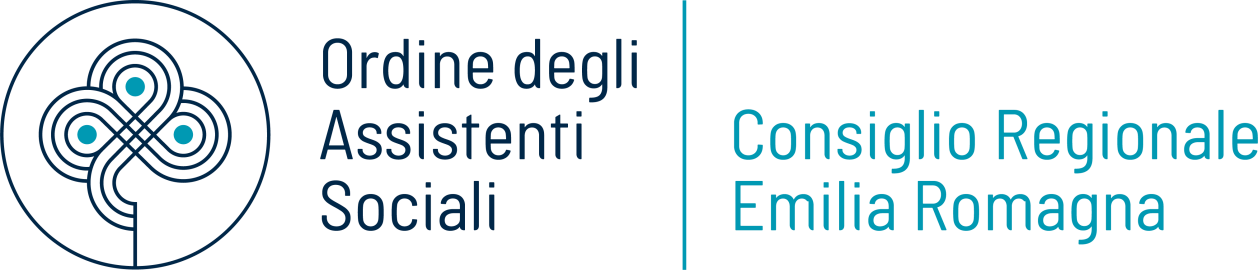 Ordine degli
Assistenti
Sociali
Consiglio Regionale
Emilia Romagna